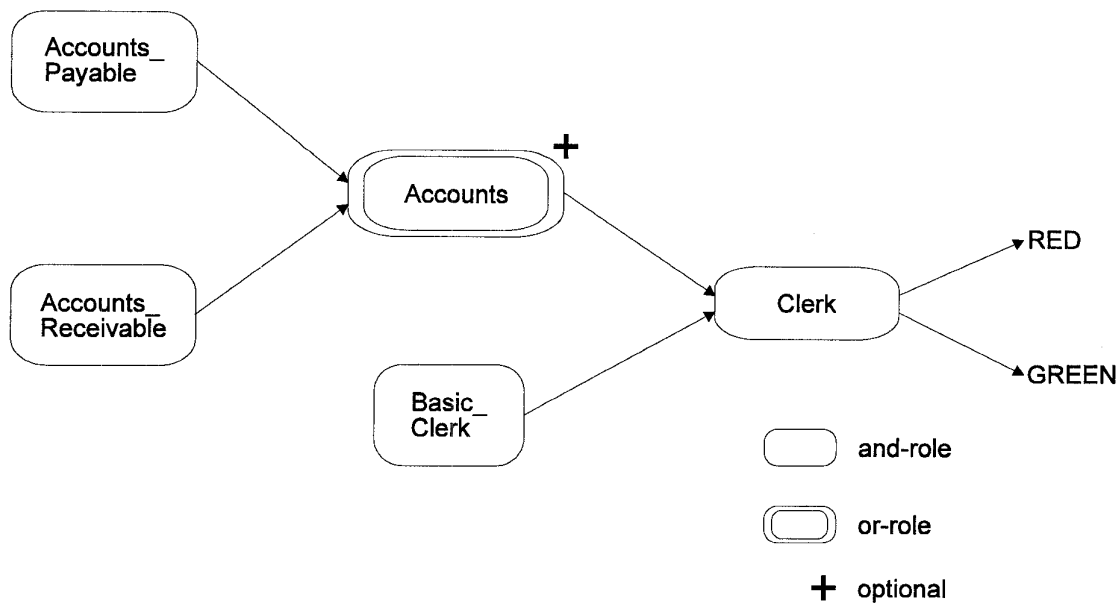 Accounts_
Payable
+
Accounts
RED
Accounts_
Receivable
Clerk
GREEN
Basic_
Clerk
and-role
or-role
+ optional